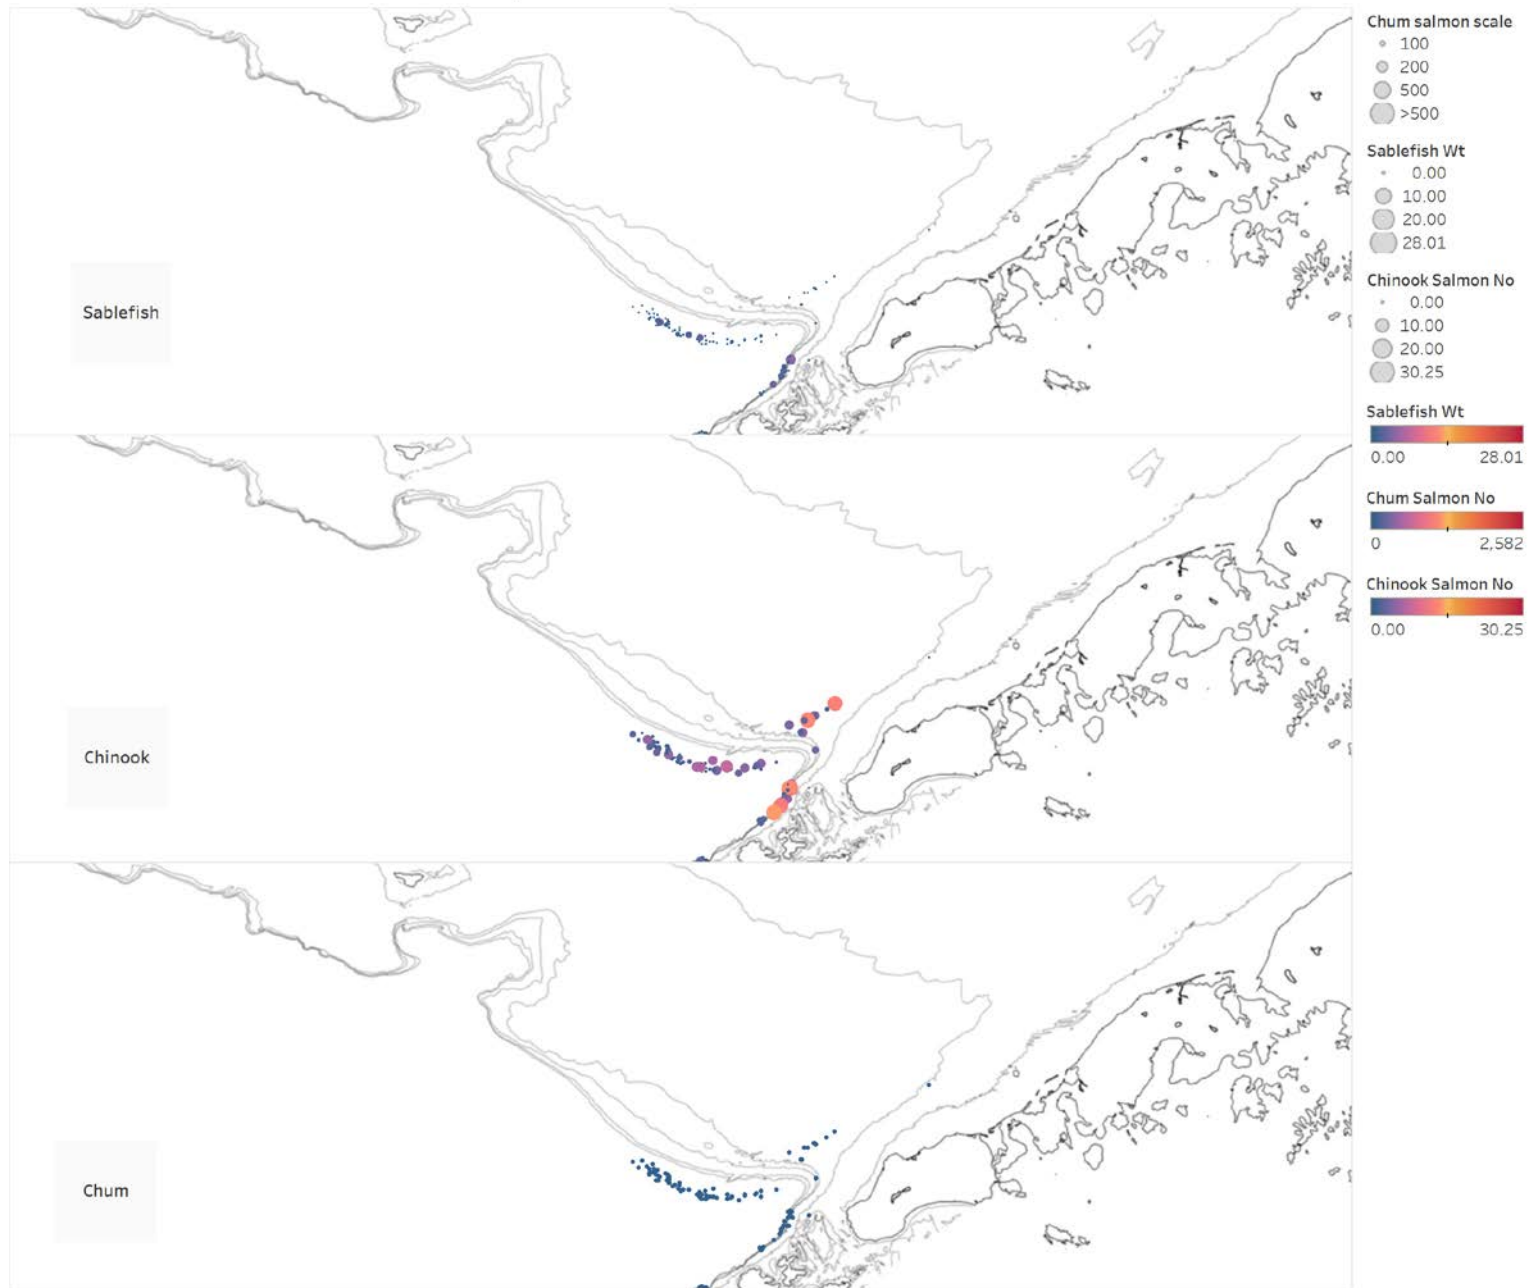 Sablefish
Chinook
Chum
Chum salmon scale
100
200
500
>500
Sablefish Wt
0.00
10.00
20.00
28.01
Chinook Salmon No
0.00
10.00
20.00
30.25
Sablefish Wt
0.00 28.01
Chum Salmon No
0 2,582
Chinook Salmon No
0.00 30.25